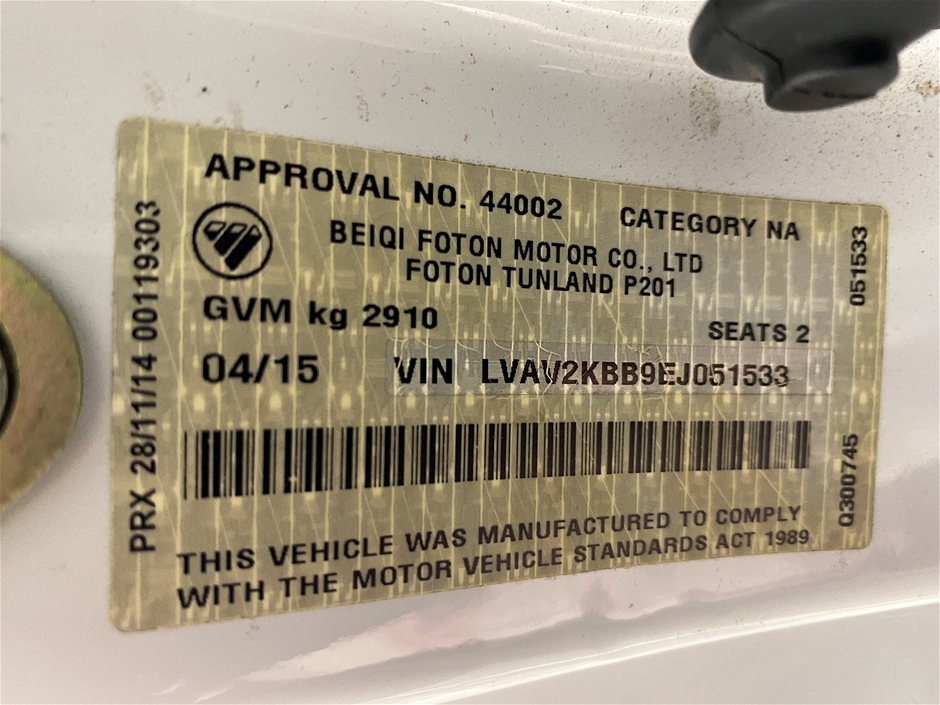 APPROVAL NO. 44002
CATEGORY NA
BEIQI FOTON MOTOR CO., LTD
FOTON TUNLAND P201
GVM kg 2910
SEATS 2
04/15
VIN LVAV2KBB9EJ051533
THIS VEHICLE WAS MANUFACTURED TO COMPLY
WITH THE MOTOR VEHICLE STANDARDS ACT 1989
PRX 28/11/14 00119303
051533
Q300745